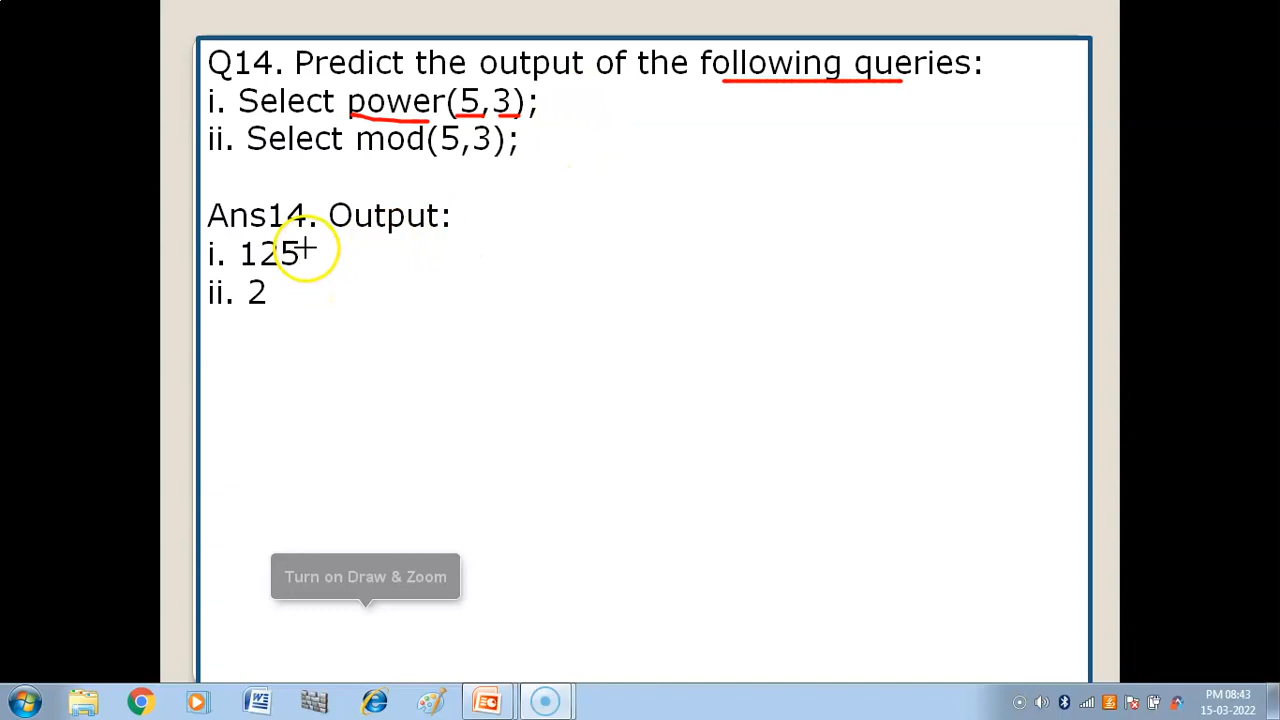 Q14. Predict the output of the following queries:
i. Select power(5,3);
ii. Select mod(5,3);
Ans14. Output:
i. 125
ii. 2
Turn on Draw & Zoom
PM 08:43
15-03-2022